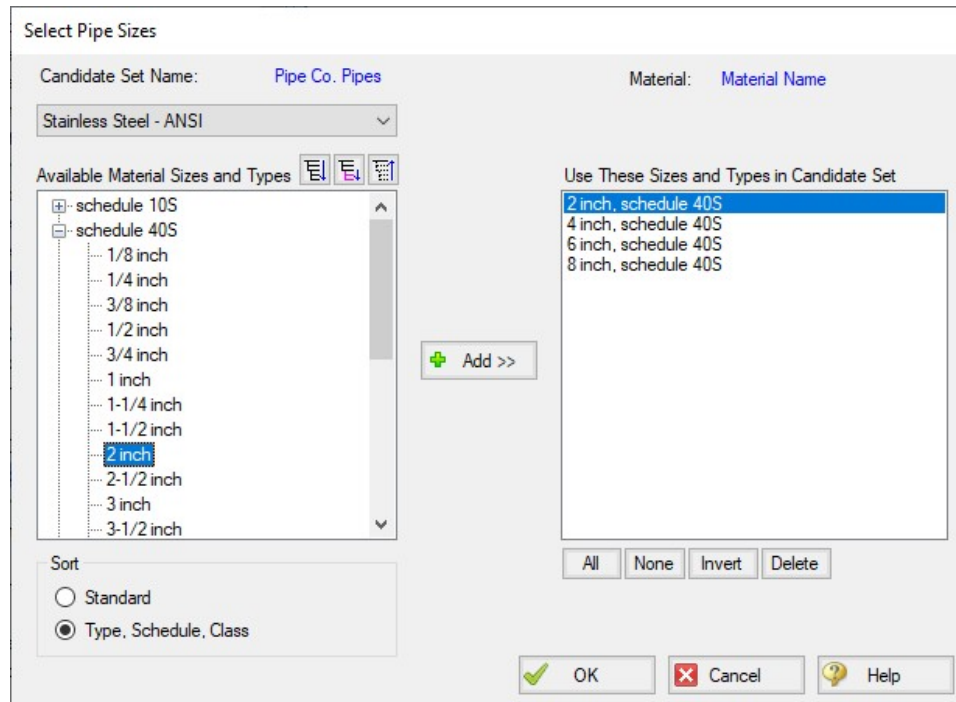 Select Pipe Sizes
Candidate Set Name: Pipe Co. Pipes
Material: Material Name
Stainless Steel - ANSI
Available Material Sizes and Types
schedule 10S
schedule 40S
1/8 inch
1/4 inch
3/8 inch
1/2 inch
3/4 inch
1 inch
1-1/4 inch
1-1/2 inch
2 inch
2-1/2 inch
3 inch
3-1/2 inch
Sort
Standard
Type, Schedule, Class
Add >>
Use These Sizes and Types in Candidate Set
2 inch, schedule 40S
4 inch, schedule 40S
6 inch, schedule 40S
8 inch, schedule 40S
All None Invert Delete
OK Cancel Help